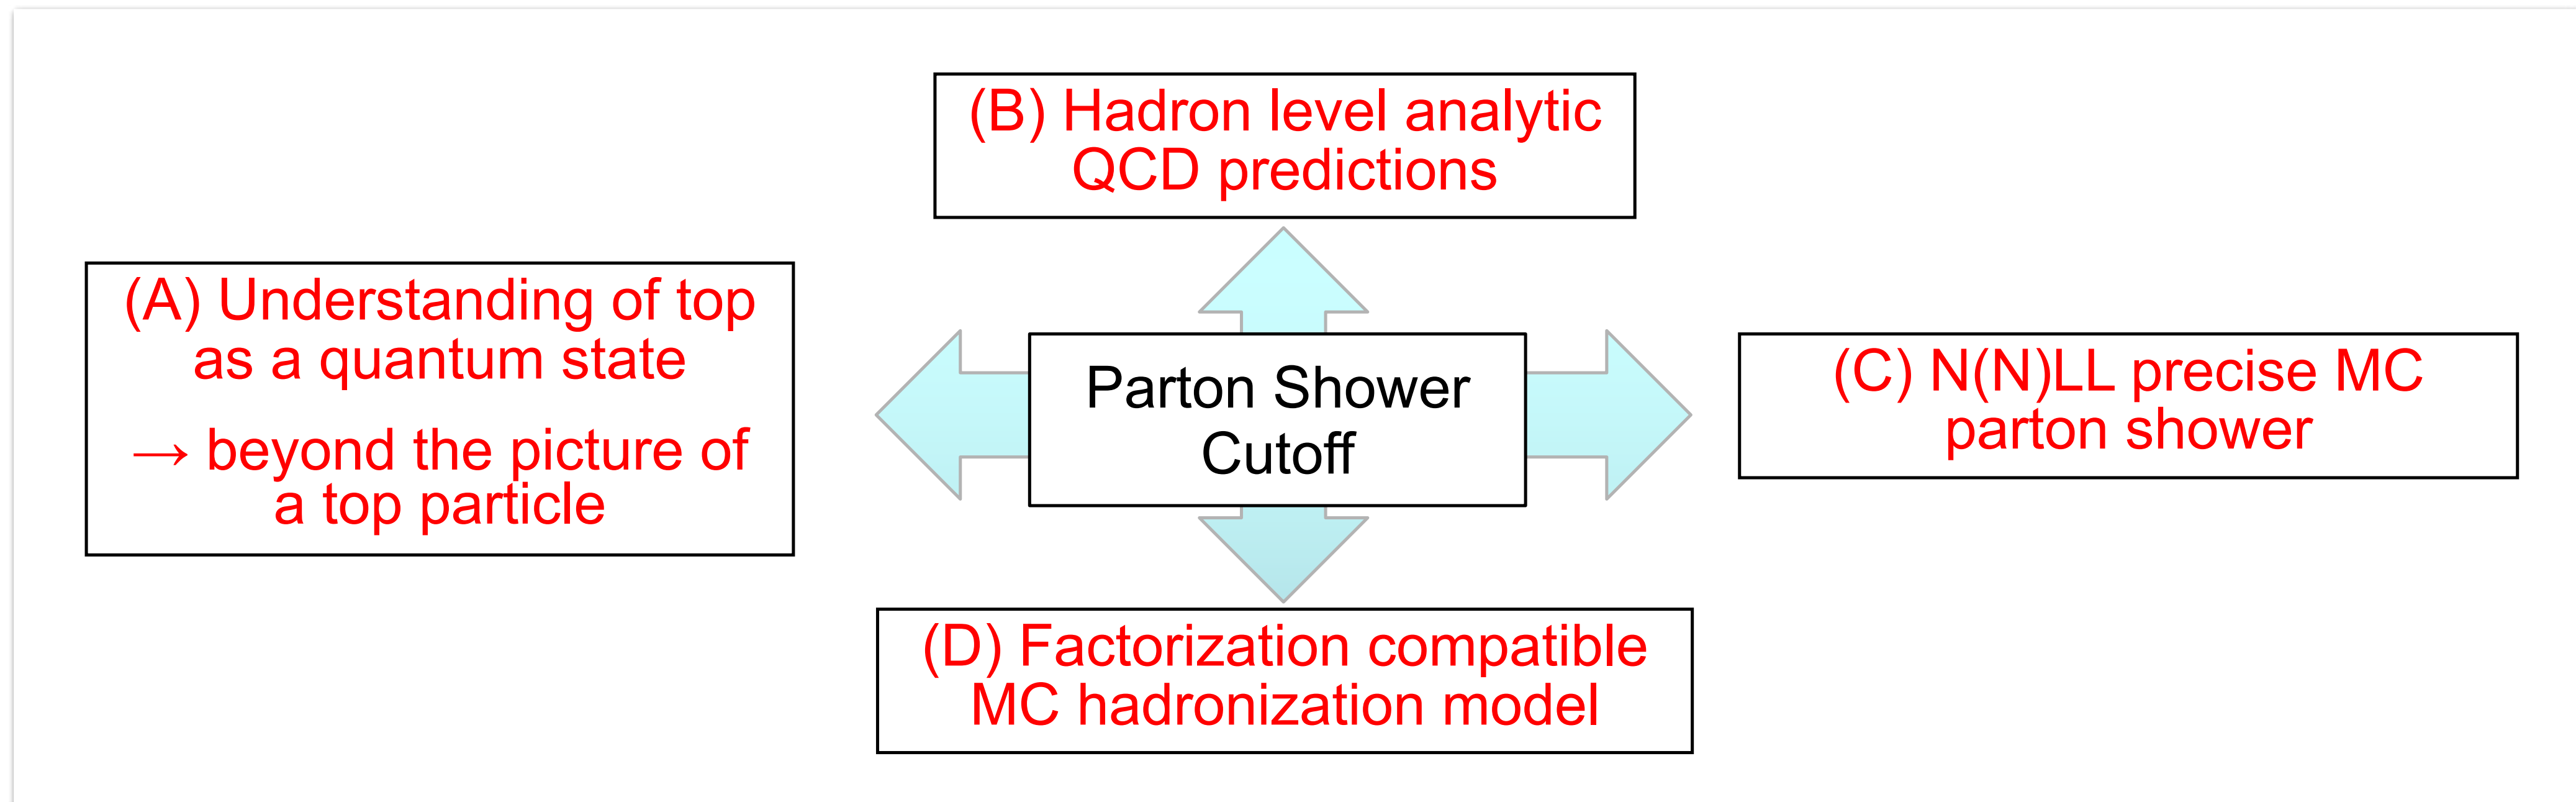 (B) Hadron level analytic
QCD predictions
(A) Understanding of top
as a quantum state
→ beyond the picture of
a top particle
Parton Shower
Cutoff
(C) N(N)LL precise MC
parton shower
(D) Factorization compatible
MC hadronization model